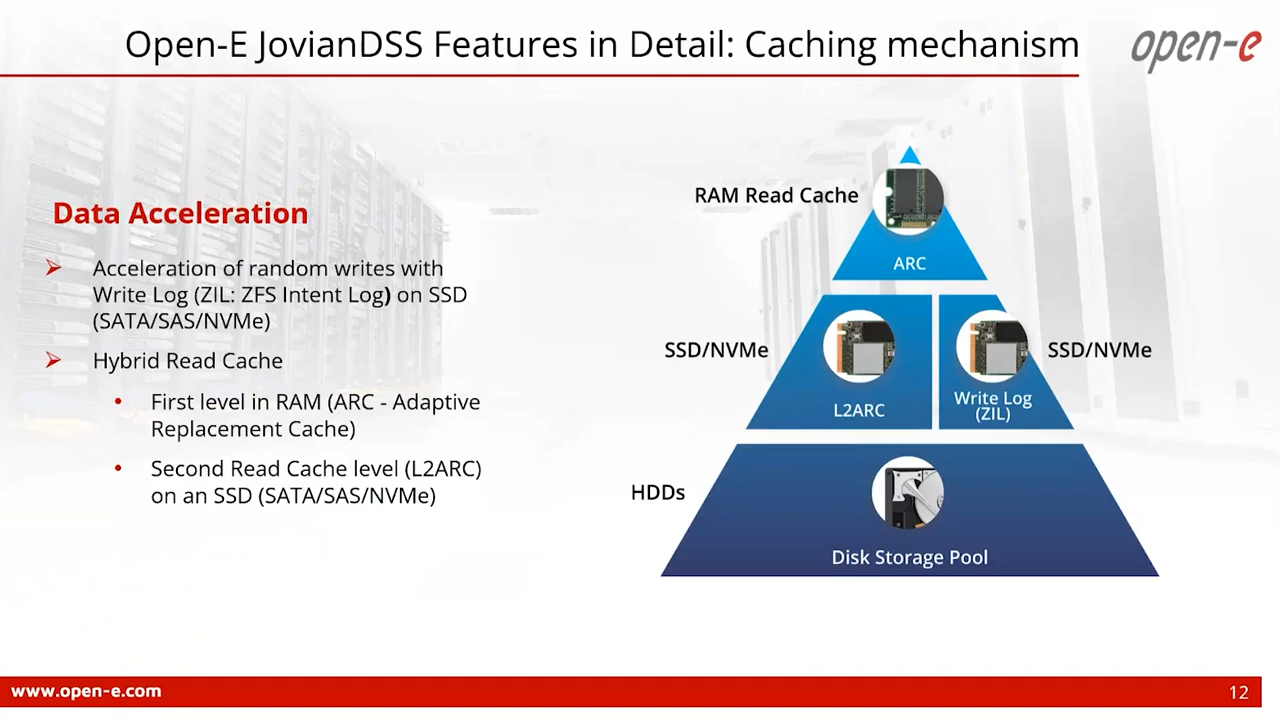 Open-E JovianDSS Features in Detail: Caching mechanism
open-e
Data Acceleration
Acceleration of random writes with
Write Log (ZIL: ZFS Intent Log) on SSD
(SATA/SAS/NVMe)
Hybrid Read Cache
First level in RAM (ARC - Adaptive
Replacement Cache)
Second Read Cache level (L2ARC)
on an SSD (SATA/SAS/NVMe)
RAM Read Cache
ARC
SSD/NVMe
L2ARC
Write Log
(ZIL)
SSD/NVMe
HDDs
Disk Storage Pool
www.open-e.com
12